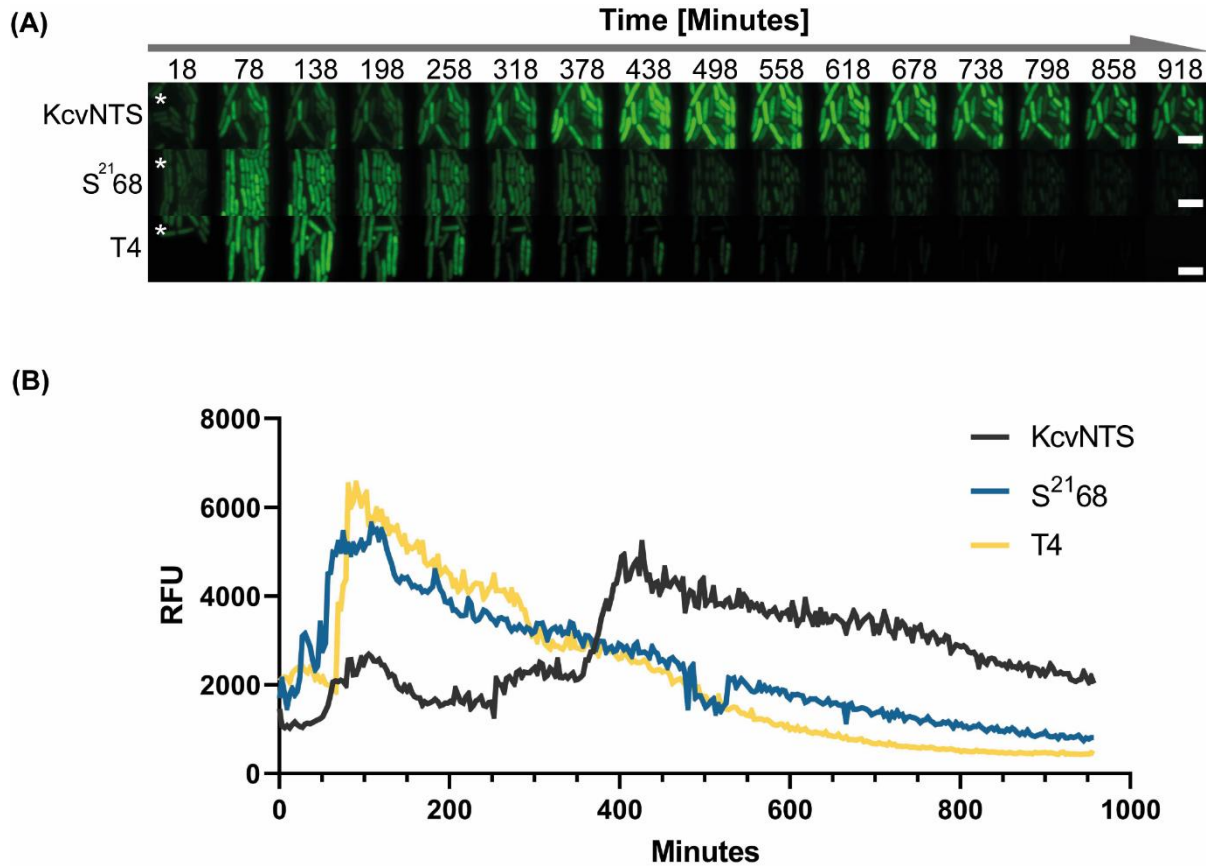 (A)
Time [Minutes]
18 78 138 198 258 318 378 438 498 558 618 678 738 798 858 918
KcvNTS *
S²¹68 *
T4 *
(B)
8000
6000
4000
2000
0
RFU
KcvNTS
S²¹68
T4
0 200 400 600 800 1000
Minutes